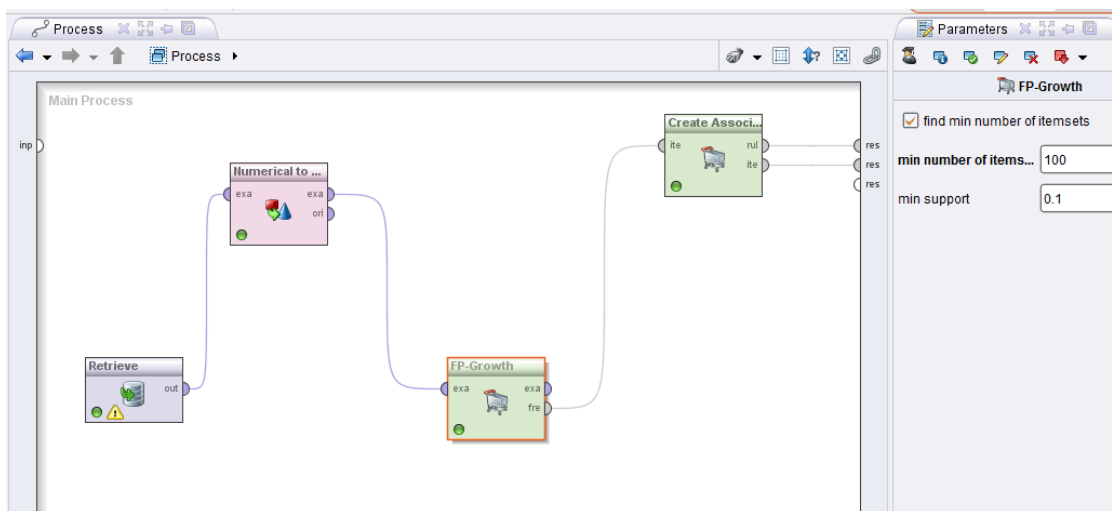 Process
Parameters
Process
FP-Growth
Main Process
find min number of itemsets
min number of items... 100
min support 0.1
inp
Create Associ...
ite rul res
ite res
res
Numerical to ...
exa exa
ori
Retrieve
out
FP-Growth
exa exa
fre